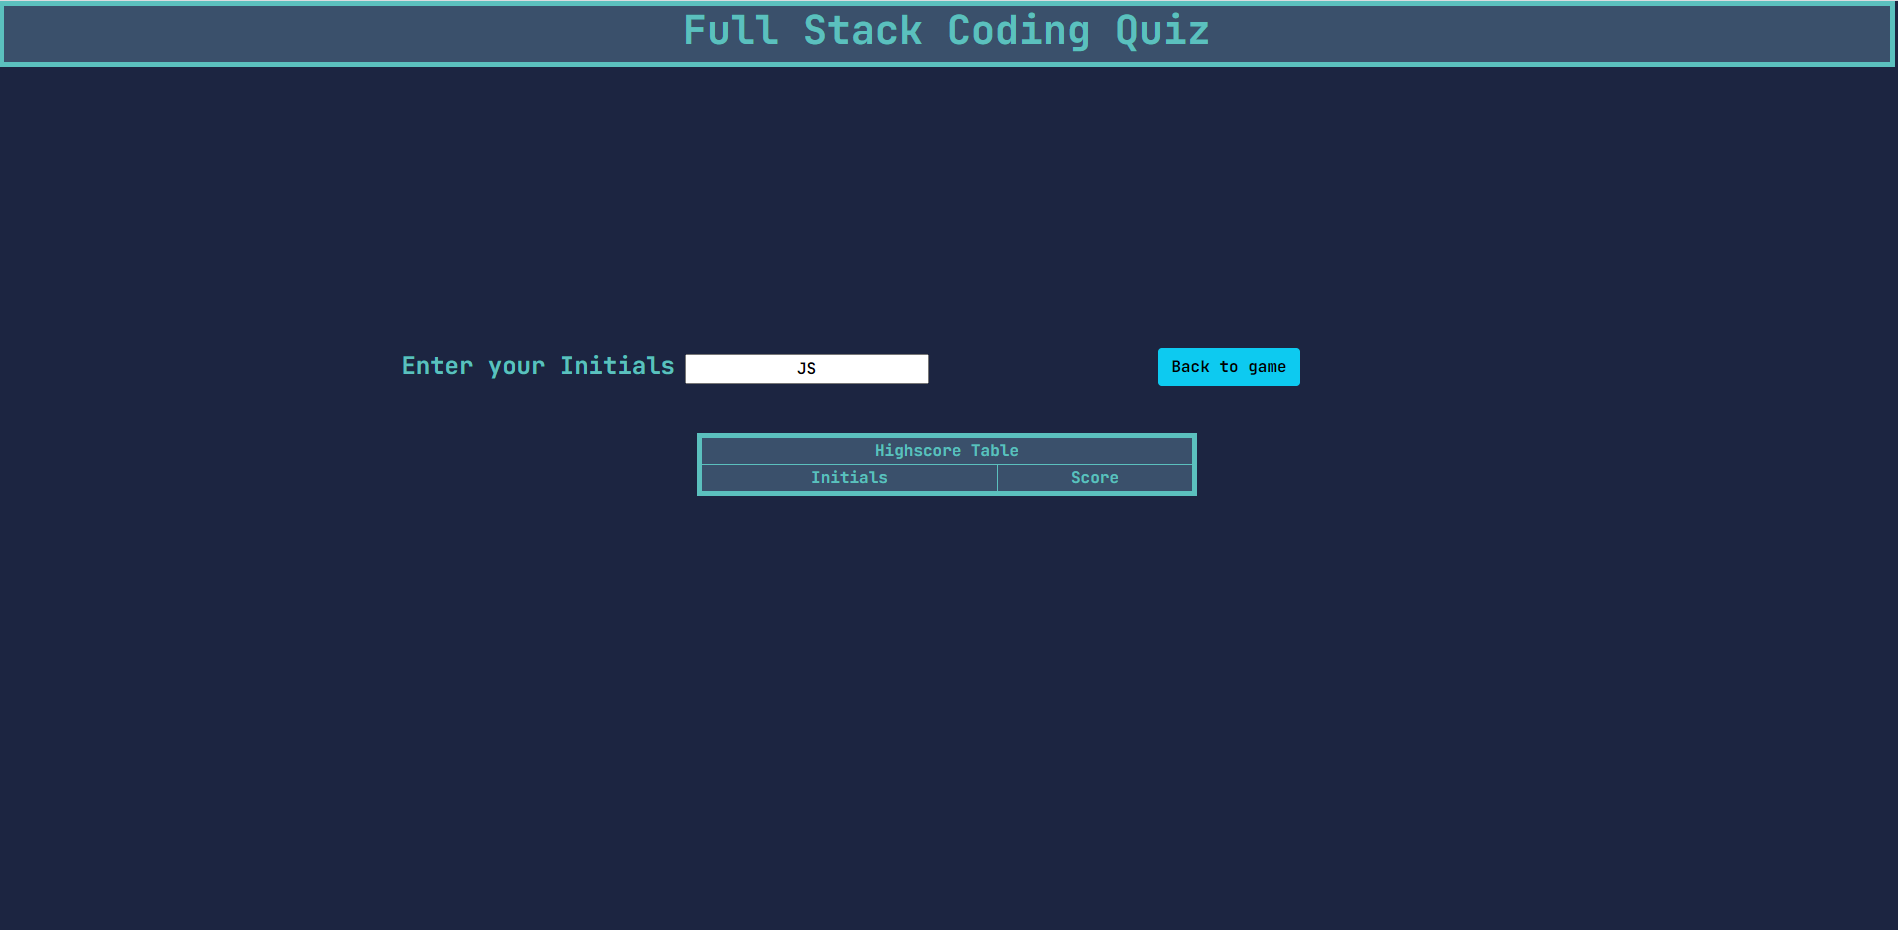 Full Stack Coding Quiz
Enter your Initials JS Back to game
Highscore Table
Initials Score